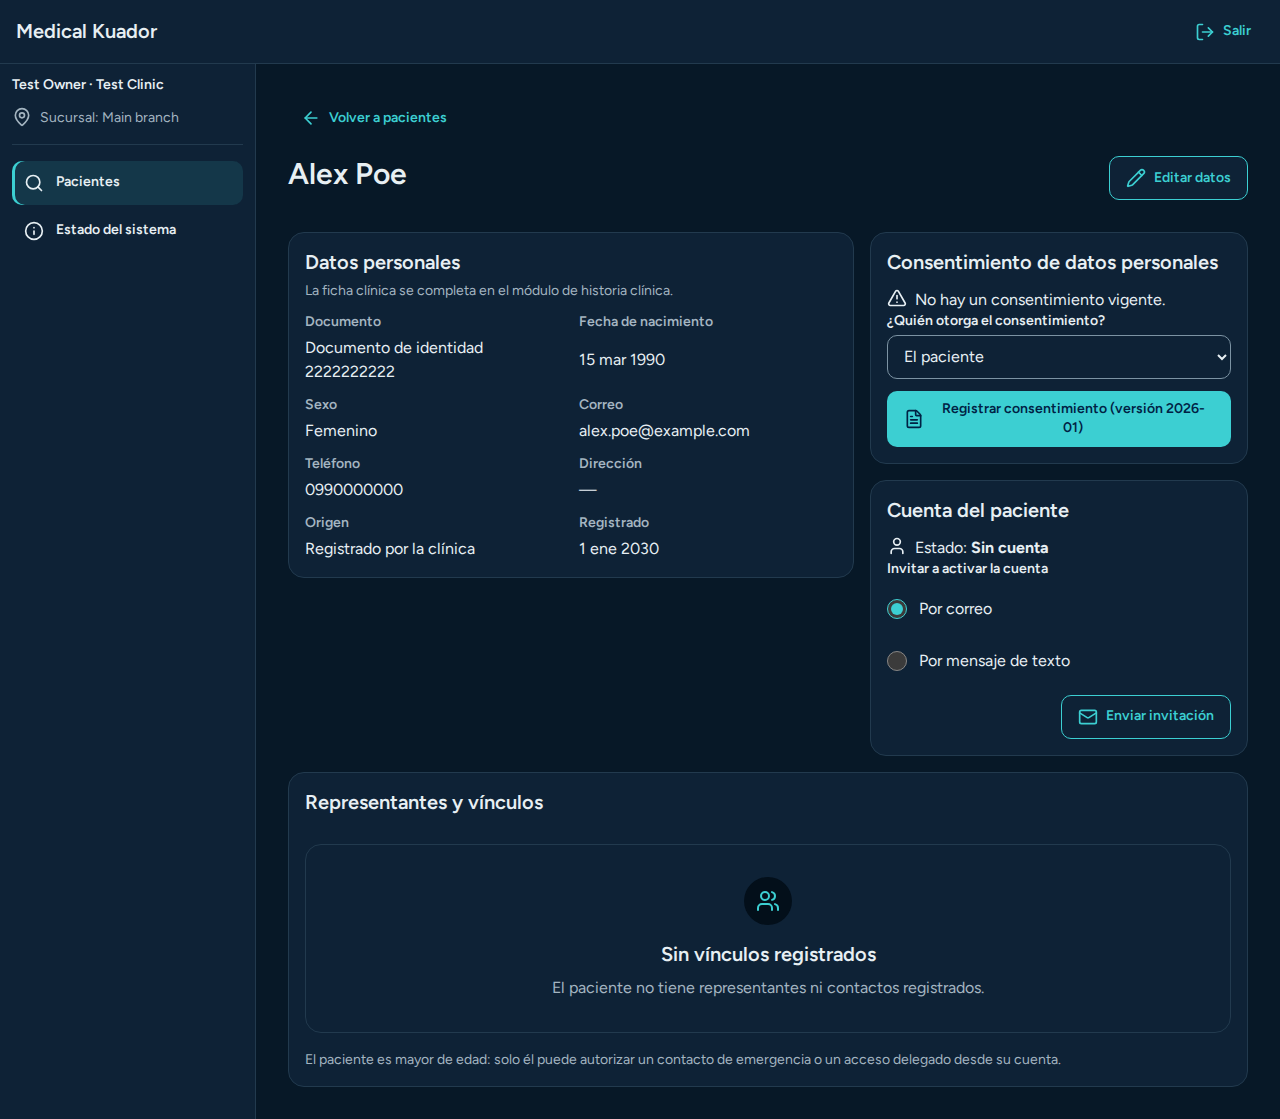 Medical Kuador
Salir
Test Owner · Test Clinic
Sucursal: Main branch
Pacientes
Estado del sistema
Volver a pacientes
Alex Poe
Editar datos
Datos personales
La ficha clínica se completa en el módulo de historia clínica.
Documento
Documento de identidad
2222222222
Fecha de nacimiento
15 mar 1990
Sexo
Femenino
Correo
alex.poe@example.com
Teléfono
0990000000
Dirección
—
Origen
Registrado por la clínica
Registrado
1 ene 2030
Consentimiento de datos personales
No hay un consentimiento vigente.
¿Quién otorga el consentimiento?
El paciente
Registrar consentimiento (versión 2026-
01)
Cuenta del paciente
Estado: Sin cuenta
Invitar a activar la cuenta
Por correo
Por mensaje de texto
Enviar invitación
Representantes y vínculos
Sin vínculos registrados
El paciente no tiene representantes ni contactos registrados.
El paciente es mayor de edad: solo él puede autorizar un contacto de emergencia o un acceso delegado desde su cuenta.